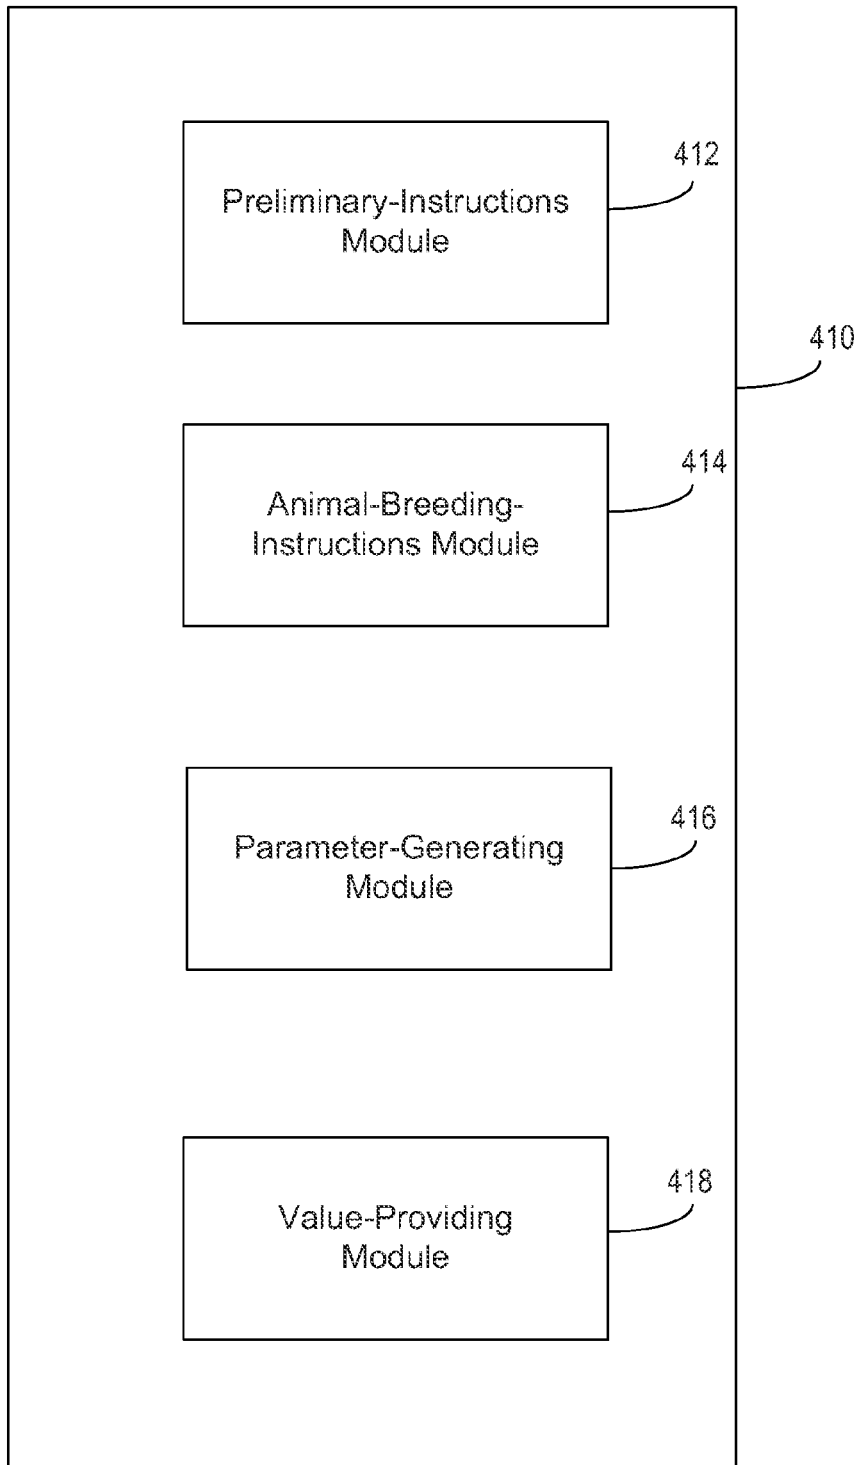 412
Preliminary-Instructions
Module
410
414
Animal-Breeding-
Instructions Module
416
Parameter-Generating
Module
418
Value-Providing
Module